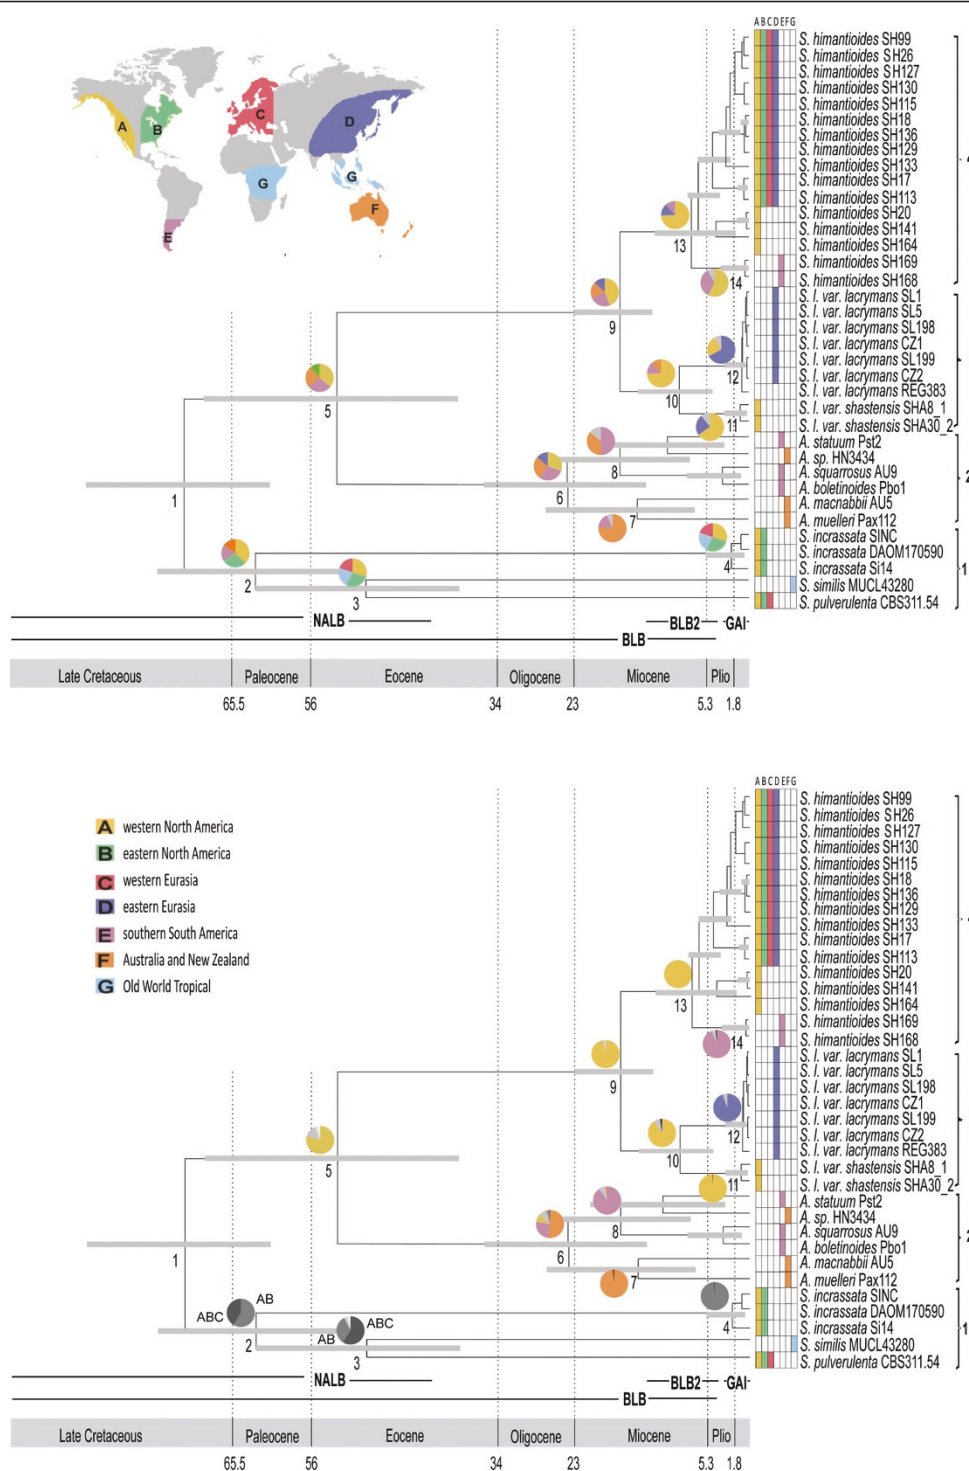 A B C D E F G
S. himantioides SH99
S. himantioides SH26
S. himantioides SH127
S. himantioides SH130
S. himantioides SH115
S. himantioides SH18
S. himantioides SH136
S. himantioides SH129
S. himantioides SH133
S. himantioides SH17
S. himantioides SH113
S. himantioides SH20
S. himantioides SH141
S. himantioides SH164
S. himantioides SH169
S. himantioides SH168
S. l. var. lacrymans SL1
S. l. var. lacrymans SL5
S. l. var. lacrymans SL198
S. l. var. lacrymans CZ1
S. l. var. lacrymans SL199
S. l. var. lacrymans CZ2
S. l. var. lacrymans REG383
S. l. var. shastensis SHA8_1
S. l. var. shastensis SHA30_2
A. statuum Pst2
A. sp. HN3434
A. squarrosus AU9
A. boletinoides Pbo1
A. macnabbii AU5
A. muelleri Pax112
S. incrassata SINC
S. incrassata DAOM170590
S. incrassata Si14
S. similis MUCL43280
S. pulverulenta CBS311.54
A
B
C
D
E
F
G
G
13
14
9
12
10
11
5
8
6
7
1
2
3
4
2
1
NALB
BLB2
GAI
BLB
Late Cretaceous
Paleocene
Eocene
Oligocene
Miocene
Plio
65.5
56
34
23
5.3
1.8
A B C D E F G
S. himantioides SH99
S. himantioides SH26
S. himantioides SH127
S. himantioides SH130
S. himantioides SH115
S. himantioides SH18
S. himantioides SH136
S. himantioides SH129
S. himantioides SH133
S. himantioides SH17
S. himantioides SH113
S. himantioides SH20
S. himantioides SH141
S. himantioides SH164
S. himantioides SH169
S. himantioides SH168
S. l. var. lacrymans SL1
S. l. var. lacrymans SL5
S. l. var. lacrymans SL198
S. l. var. lacrymans CZ1
S. l. var. lacrymans SL199
S. l. var. lacrymans CZ2
S. l. var. lacrymans REG383
S. l. var. shastensis SHA8_1
S. l. var. shastensis SHA30_2
A. statuum Pst2
A. sp. HN3434
A. squarrosus AU9
A. boletinoides Pbo1
A. macnabbii AU5
A. muelleri Pax112
S. incrassata SINC
S. incrassata DAOM170590
S. incrassata Si14
S. similis MUCL43280
S. pulverulenta CBS311.54
A western North America
B eastern North America
C western Eurasia
D eastern Eurasia
E southern South America
F Australia and New Zealand
G Old World Tropical
13
14
9
12
10
11
5
8
6
7
1
AB
ABC
2
ABC
AB
3
4
2
1
NALB
BLB2
GAI
BLB
Late Cretaceous
Paleocene
Eocene
Oligocene
Miocene
Plio
65.5
56
34
23
5.3
1.8